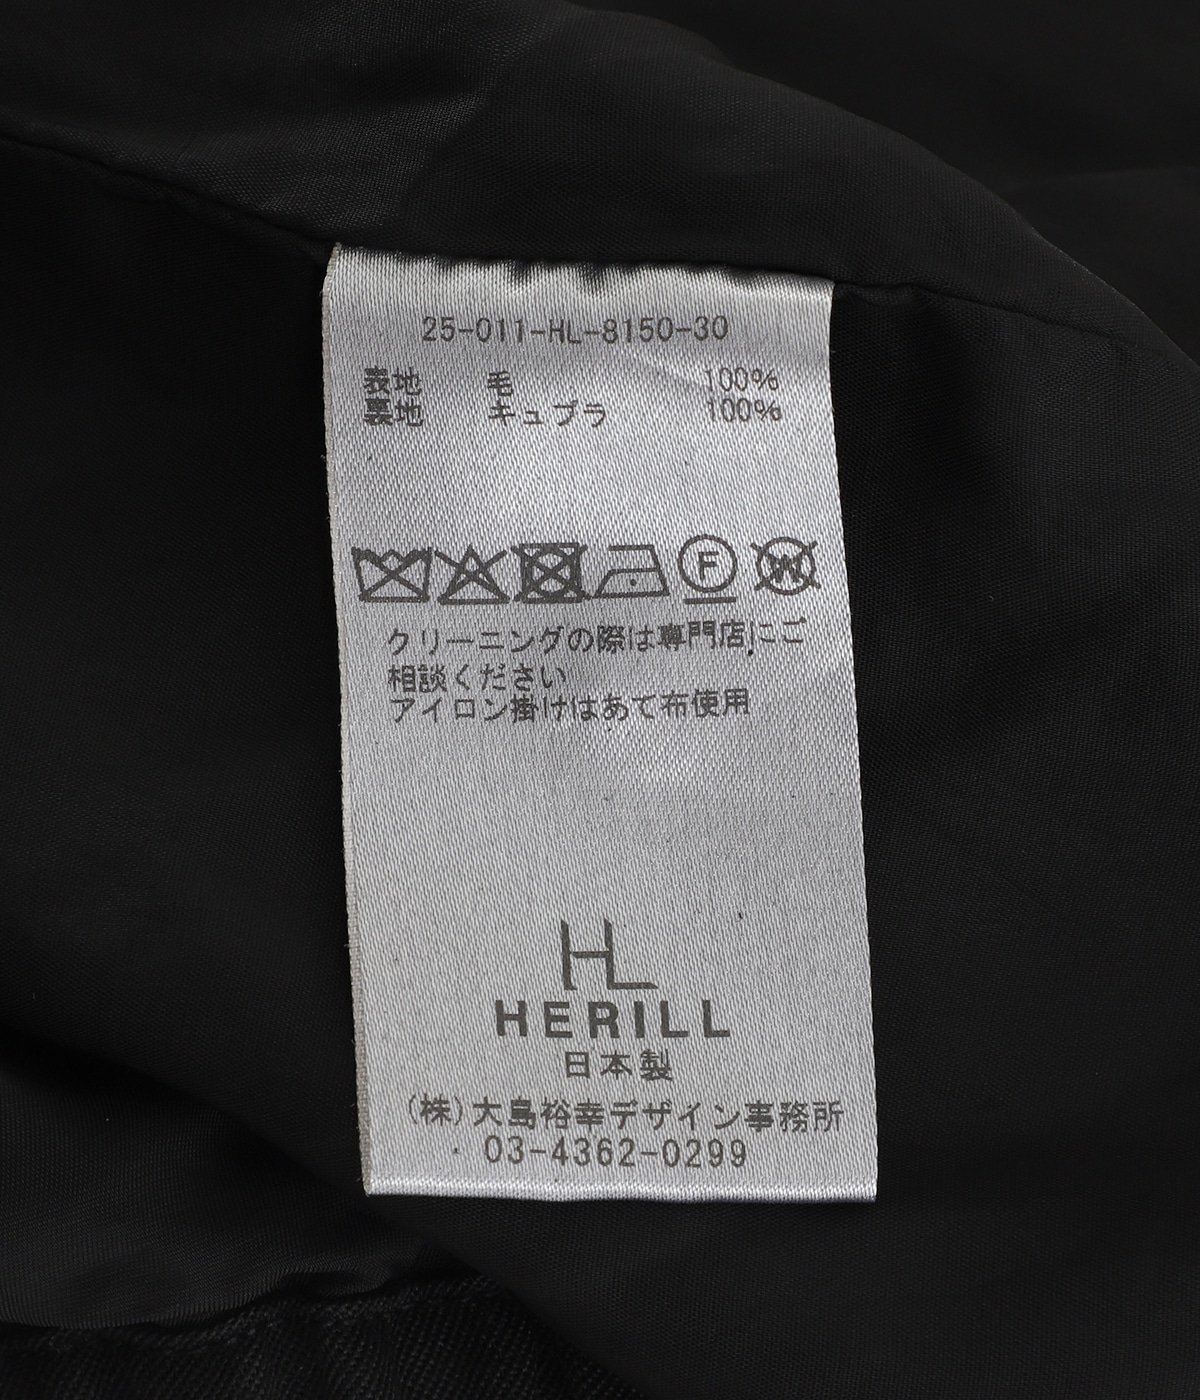 25-011-HL-8150-30
表地 毛 100%
裏地 キュプラ 100%
F
W
クリーニングの際は専門店にご
相談ください
アイロン掛けはあて布使用
HL
HERILL
日本製
(株)大島裕幸デザイン事務所
03-4362-0299